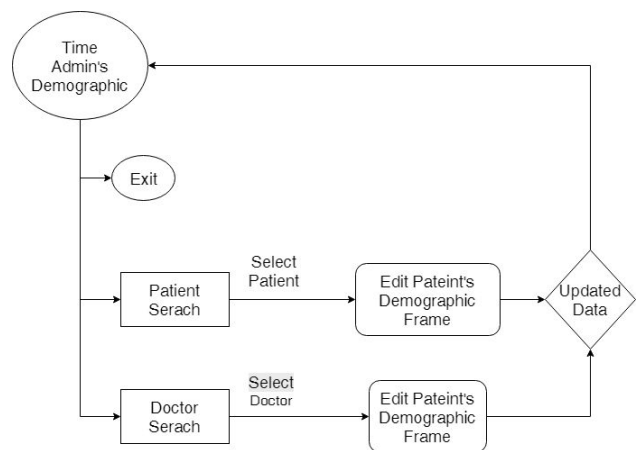 Time
Admin's
Demographic
Exit
Select
Patient
Patient
Serach
Edit Pateint's
Demographic
Frame
Updated
Data
Select
Doctor
Doctor
Serach
Edit Pateint's
Demographic
Frame